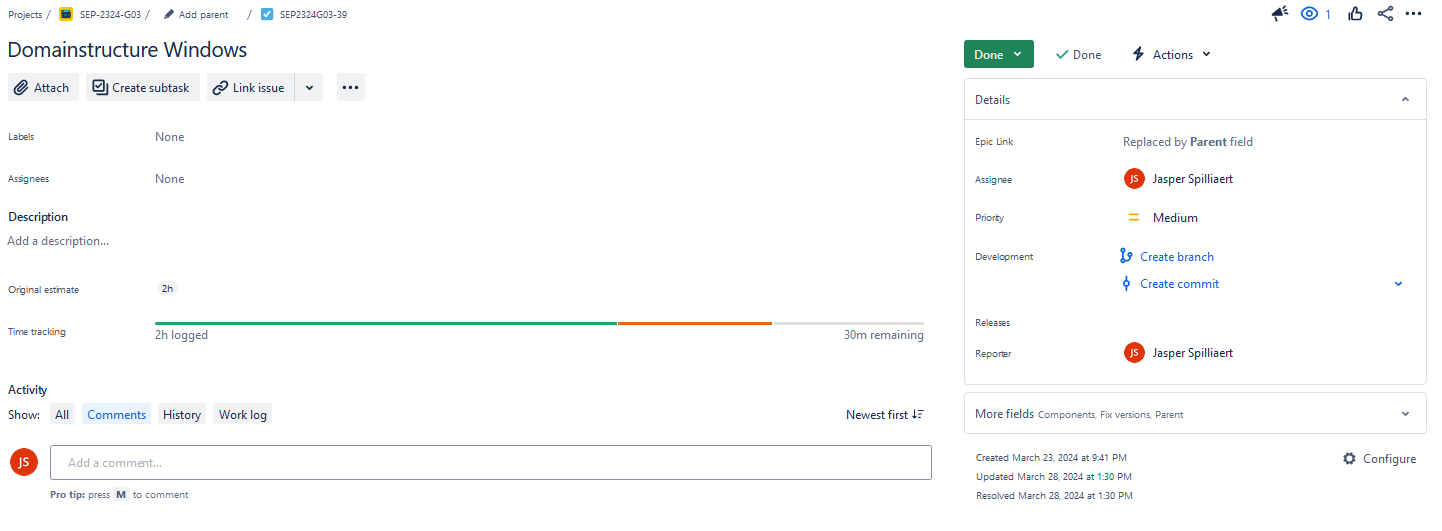 Projects / SEP-2324-G03 / Add parent / SEP2324G03-39
1
Domainstructure Windows
Done
Done
Actions
Attach
Create subtask
Link issue
Labels
None
Assignees
None
Description
Add a description...
Original estimate
2h
Time tracking
2h logged
30m remaining
Activity
Show:
All
Comments
History
Work log
Newest first
JS
Add a comment...
Pro tip: press M to comment
Details
Epic Link
Replaced by Parent field
Assignee
JS Jasper Spilliaert
Priority
Medium
Development
Create branch
Create commit
Releases
Reporter
JS Jasper Spilliaert
More fields Components, Fix versions, Parent
Created March 23, 2024 at 9:41 PM
Configure
Updated March 28, 2024 at 1:30 PM
Resolved March 28, 2024 at 1:30 PM